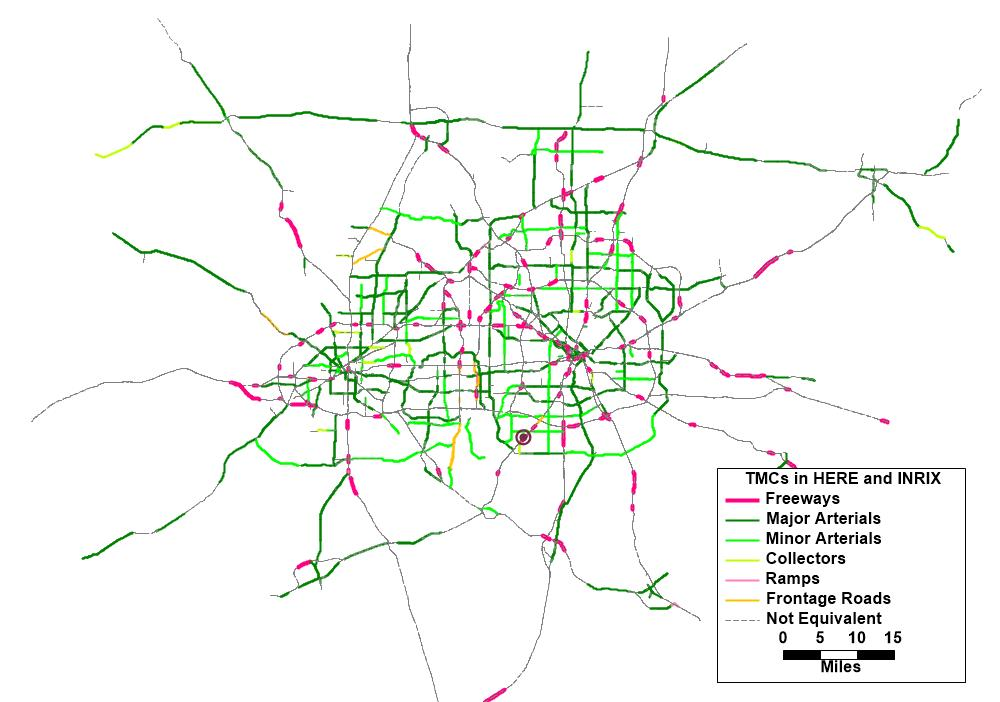 TMCs in HERE and INRIX
Freeways
Major Arterials
Minor Arterials
Collectors
Ramps
Frontage Roads
Not Equivalent
0 5 10 15
Miles